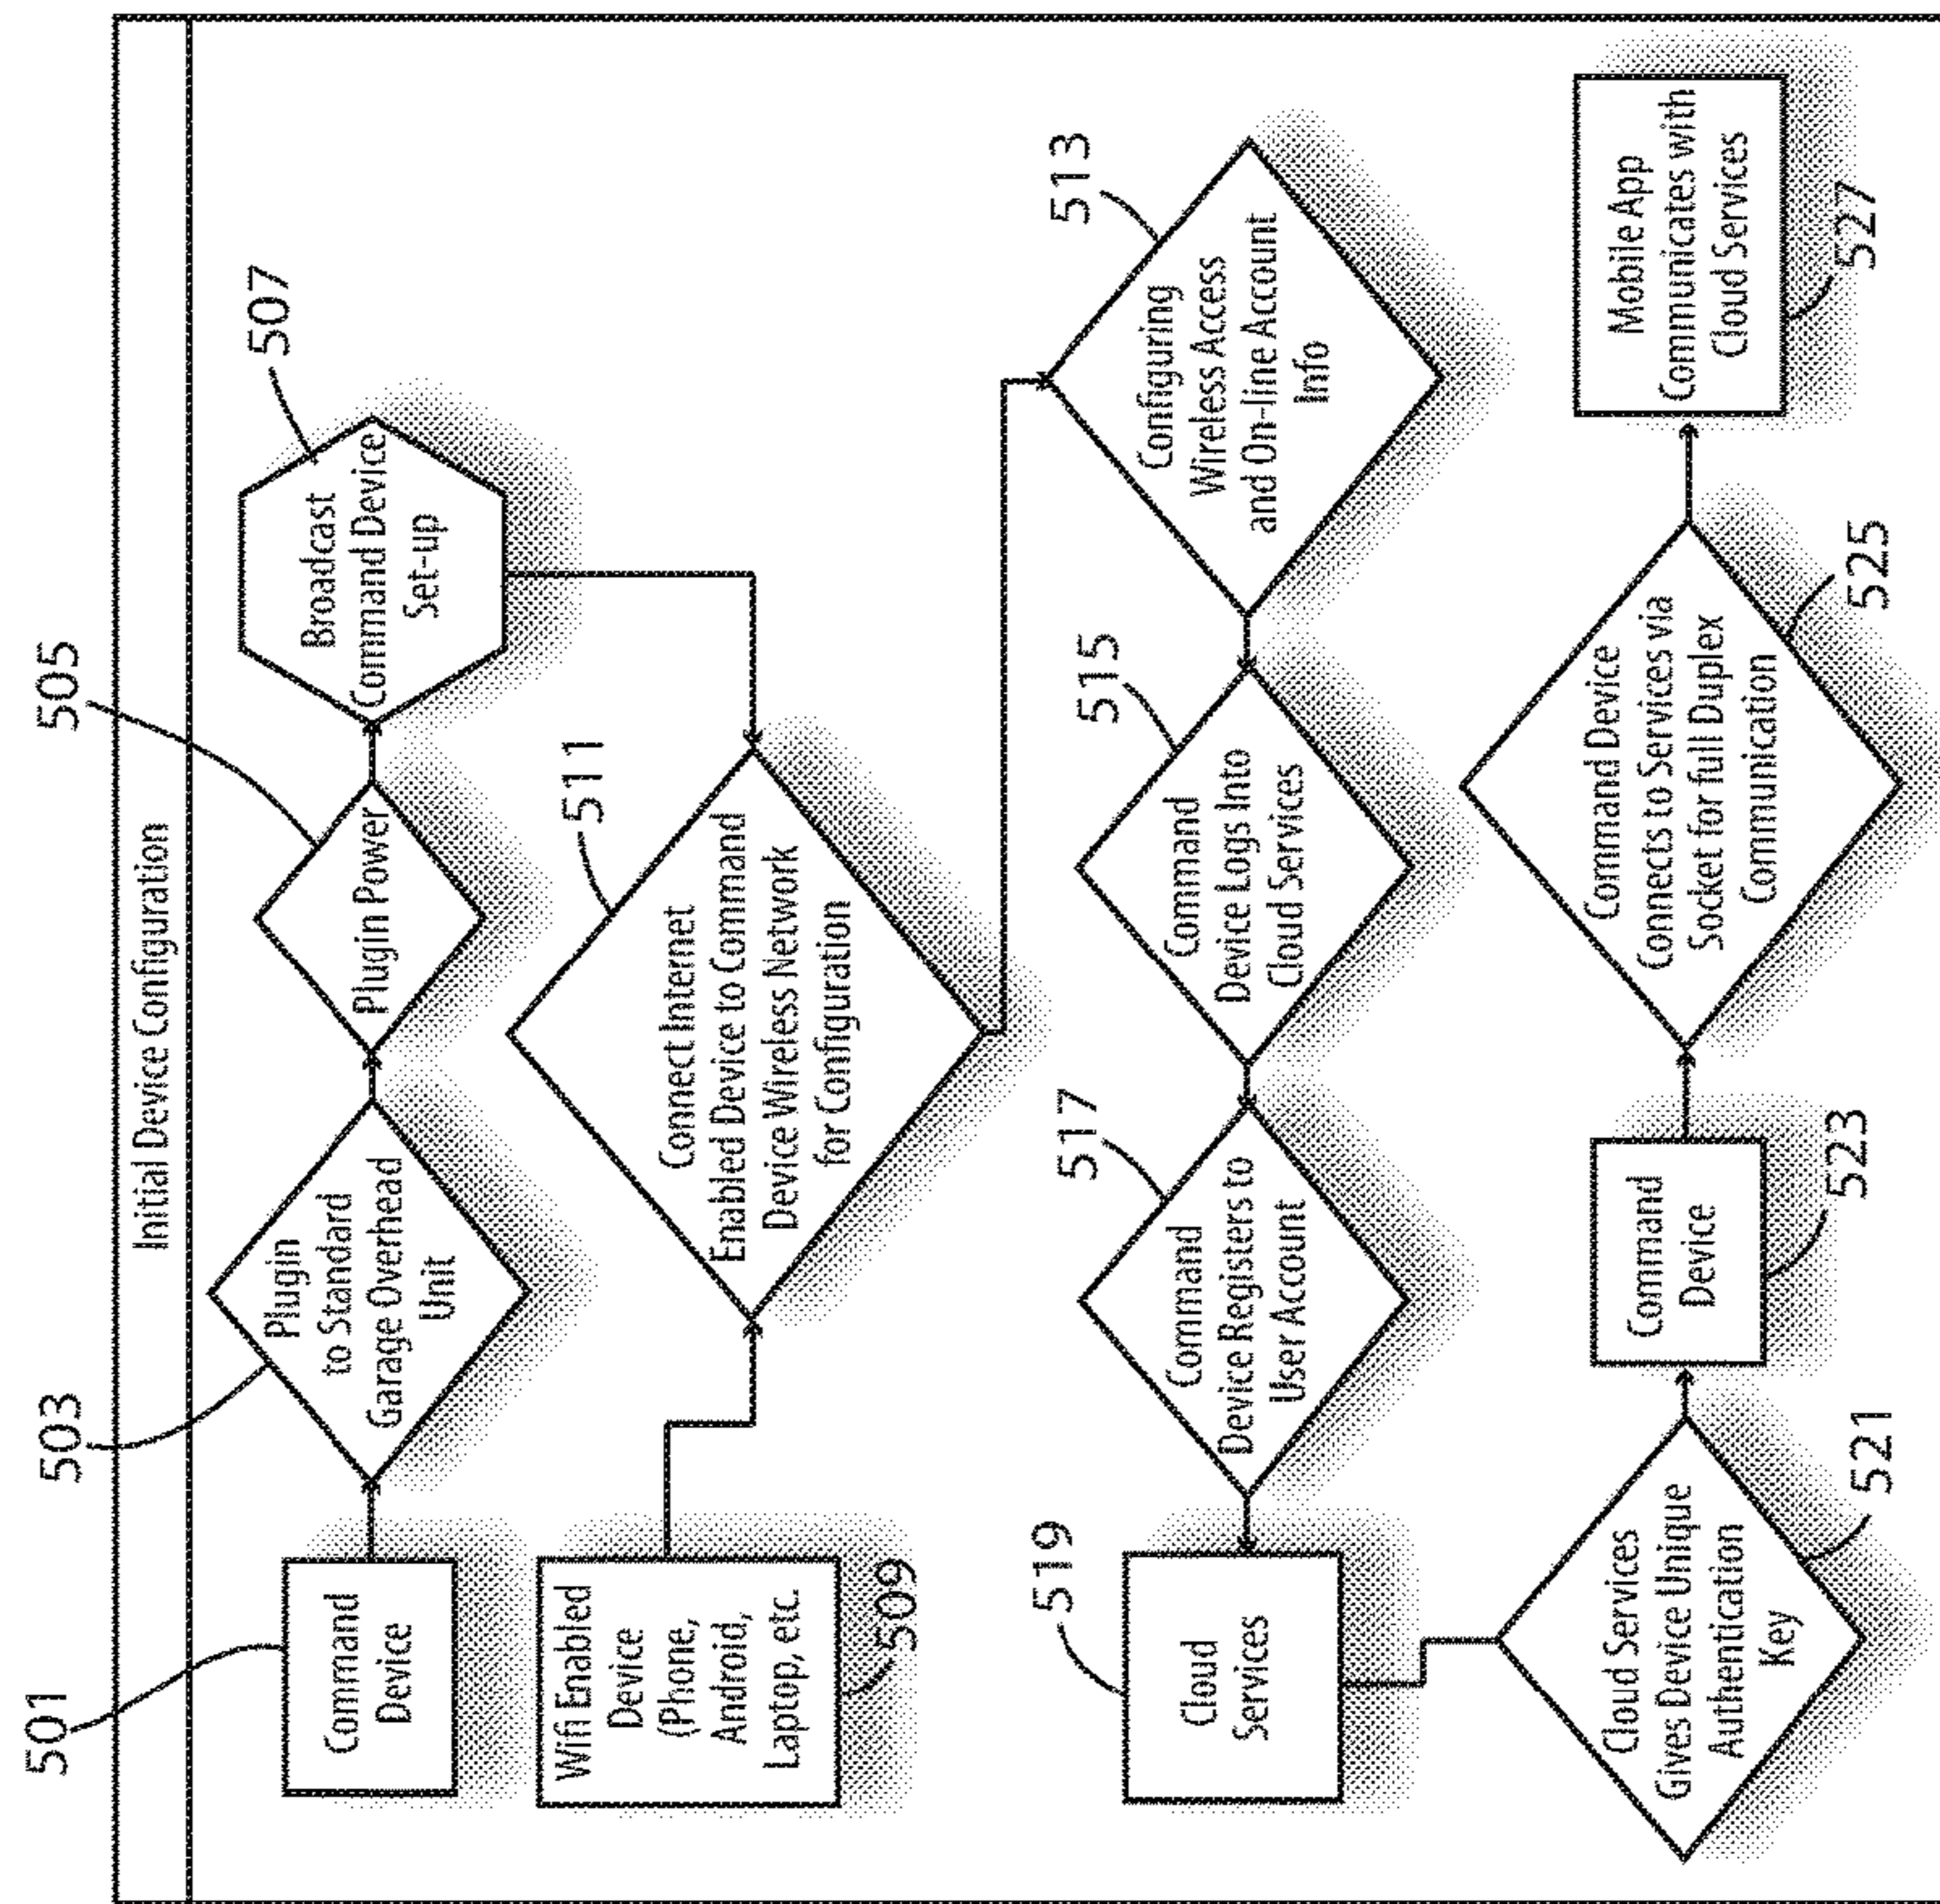 Initial Device Configuration
501
Command
Device
503
Plugin
to Standard
Garage Overhead
Unit
505
Plugin Power
507
Broadcast
Command Device
Set-up
Wifi Enabled
Device
(Phone,
Android,
Laptop, etc.
509
511
Connect Internet
Enabled Device to Command
Device Wireless Network
for Configuration
513
Configuring
Wireless Access
and On-line Account
Info
515
Command
Device Logs Into
Cloud Services
517
Command
Device Registers to
User Account
519
Cloud
Services
Cloud Services
Gives Device Unique
Authentication
Key
521
Command
Device
523
Command Device
Connects to Services via
Socket for full Duplex
Communication
525
Mobile App
Communicates with
Cloud Services
527